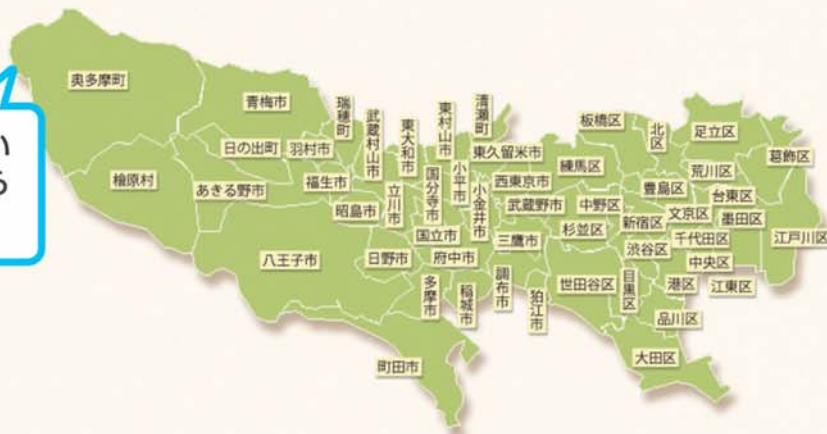 い
ら
奥多摩町
青梅市
瑞穂町
武蔵村山市
東大和市
東村山市
清瀬町
板橋区
北区
足立区
葛飾区
日の出町
羽村市
東久留米市
練馬区
荒川区
檜原村
あきる野市
福生市
立川市
国分寺市
小平市
小金井市
西東京市
豊島区
台東区
昭島市
武蔵野市
中野区
新宿区
文京区
墨田区
国立市
三鷹市
杉並区
千代田区
江戸川区
八王子市
日野市
府中市
渋谷区
中央区
多摩市
稲城市
調布市
狛江市
世田谷区
目黒区
港区
江東区
品川区
町田市
大田区